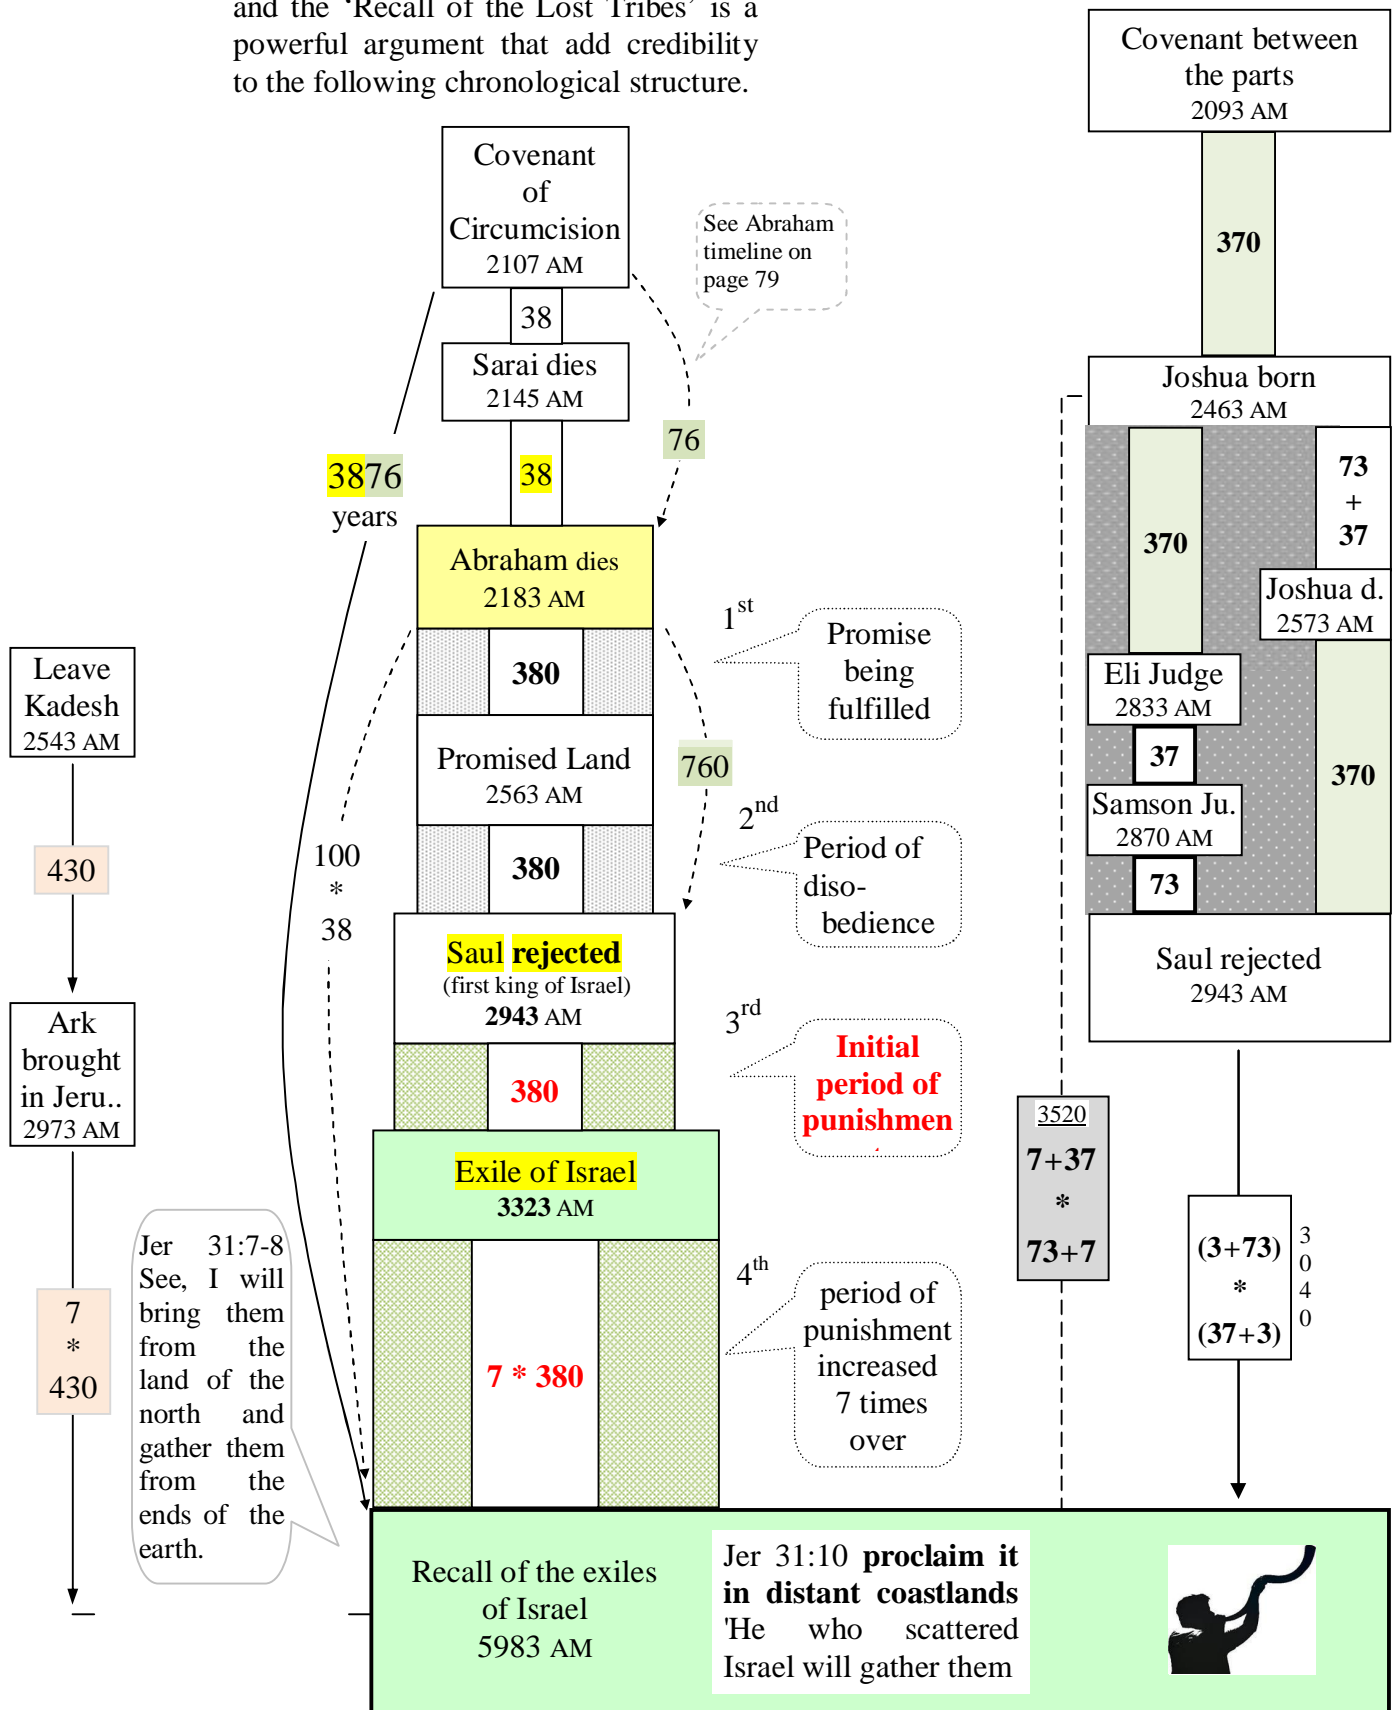 and the ‘Recall of the Lost Tribes’ is a
powerful argument that add credibility
to the following chronological structure.
Covenant between
the parts
2093 AM
370
Covenant
of
Circumcision
2107 AM
See Abraham
timeline on
page 79
38
Sarai dies
2145 AM
Joshua born
2463 AM
76
3876
years
38
73
+
37
370
Abraham dies
2183 AM
Joshua d.
2573 AM
1st
Promise
being
fulfilled
Leave
Kadesh
2543 AM
380
Eli Judge
2833 AM
Promised Land
2563 AM
760
37
370
2nd
Period of
diso-
bedience
Samson Ju.
2870 AM
100
*
38
430
380
73
Saul rejected
(first king of Israel)
2943 AM
Saul rejected
2943 AM
Ark
brought
in Jeru..
2973 AM
3rd
Initial
period of
punishmen
380
3520
7+37
*
73+7
Exile of Israel
3323 AM
(3+73)
*
(37+3)
3
0
4
0
Jer 31:7-8
See, I will
bring them
from the
land of the
north and
gather them
from the
ends of the
earth.
4th
period of
punishment
increased
7 times
over
7
*
430
7 * 380
Recall of the exiles
of Israel
5983 AM
Jer 31:10 proclaim it
in distant coastlands
'He who scattered
Israel will gather them